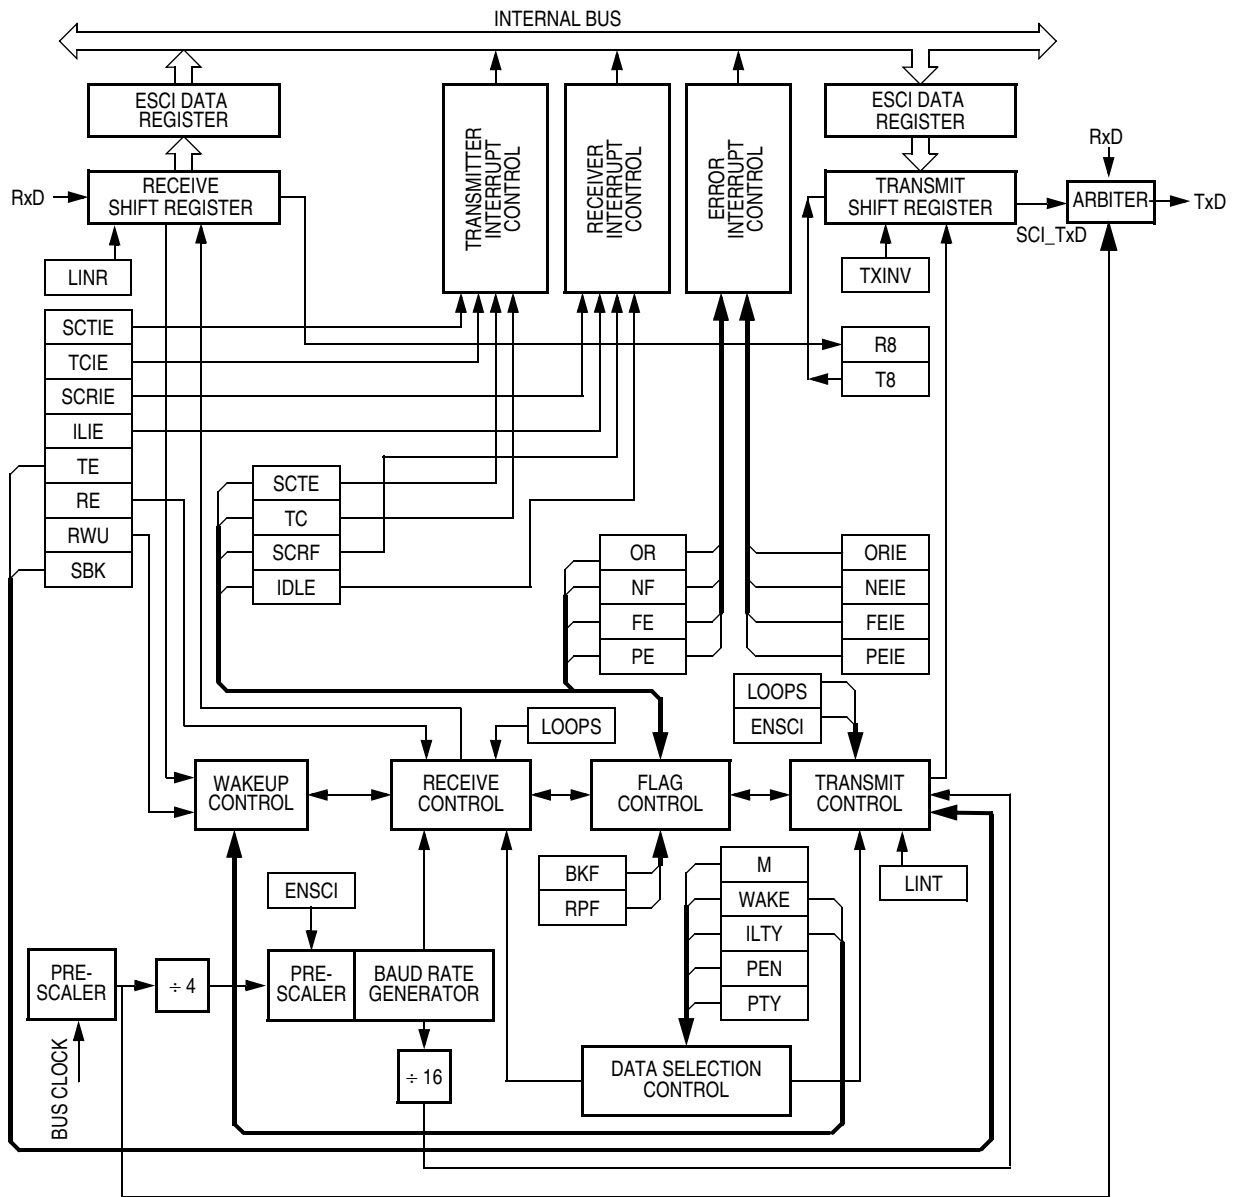 INTERNAL BUS
ESCI DATA
REGISTER
ESCI DATA
REGISTER
TRANSMITTER
INTERRUPT
CONTROL
RECEIVER
INTERRUPT
CONTROL
ERROR
INTERRUPT
CONTROL
RxD
RxD
RECEIVE
SHIFT REGISTER
TRANSMIT
SHIFT REGISTER
ARBITER
TxD
SCI_TxD
LINR
TXINV
SCTIE
TCIE
SCRIE
ILIE
TE
RE
RWU
SBK
R8
T8
SCTE
TC
SCRF
IDLE
OR
NF
FE
PE
ORIE
NEIE
FEIE
PEIE
LOOPS
ENSCI
LOOPS
WAKEUP
CONTROL
RECEIVE
CONTROL
FLAG
CONTROL
TRANSMIT
CONTROL
BKF
RPF
M
WAKE
ILTY
PEN
PTY
LINT
ENSCI
PRE-
SCALER
÷ 4
PRE-
SCALER
BAUD RATE
GENERATOR
÷ 16
BUS CLOCK
DATA SELECTION
CONTROL